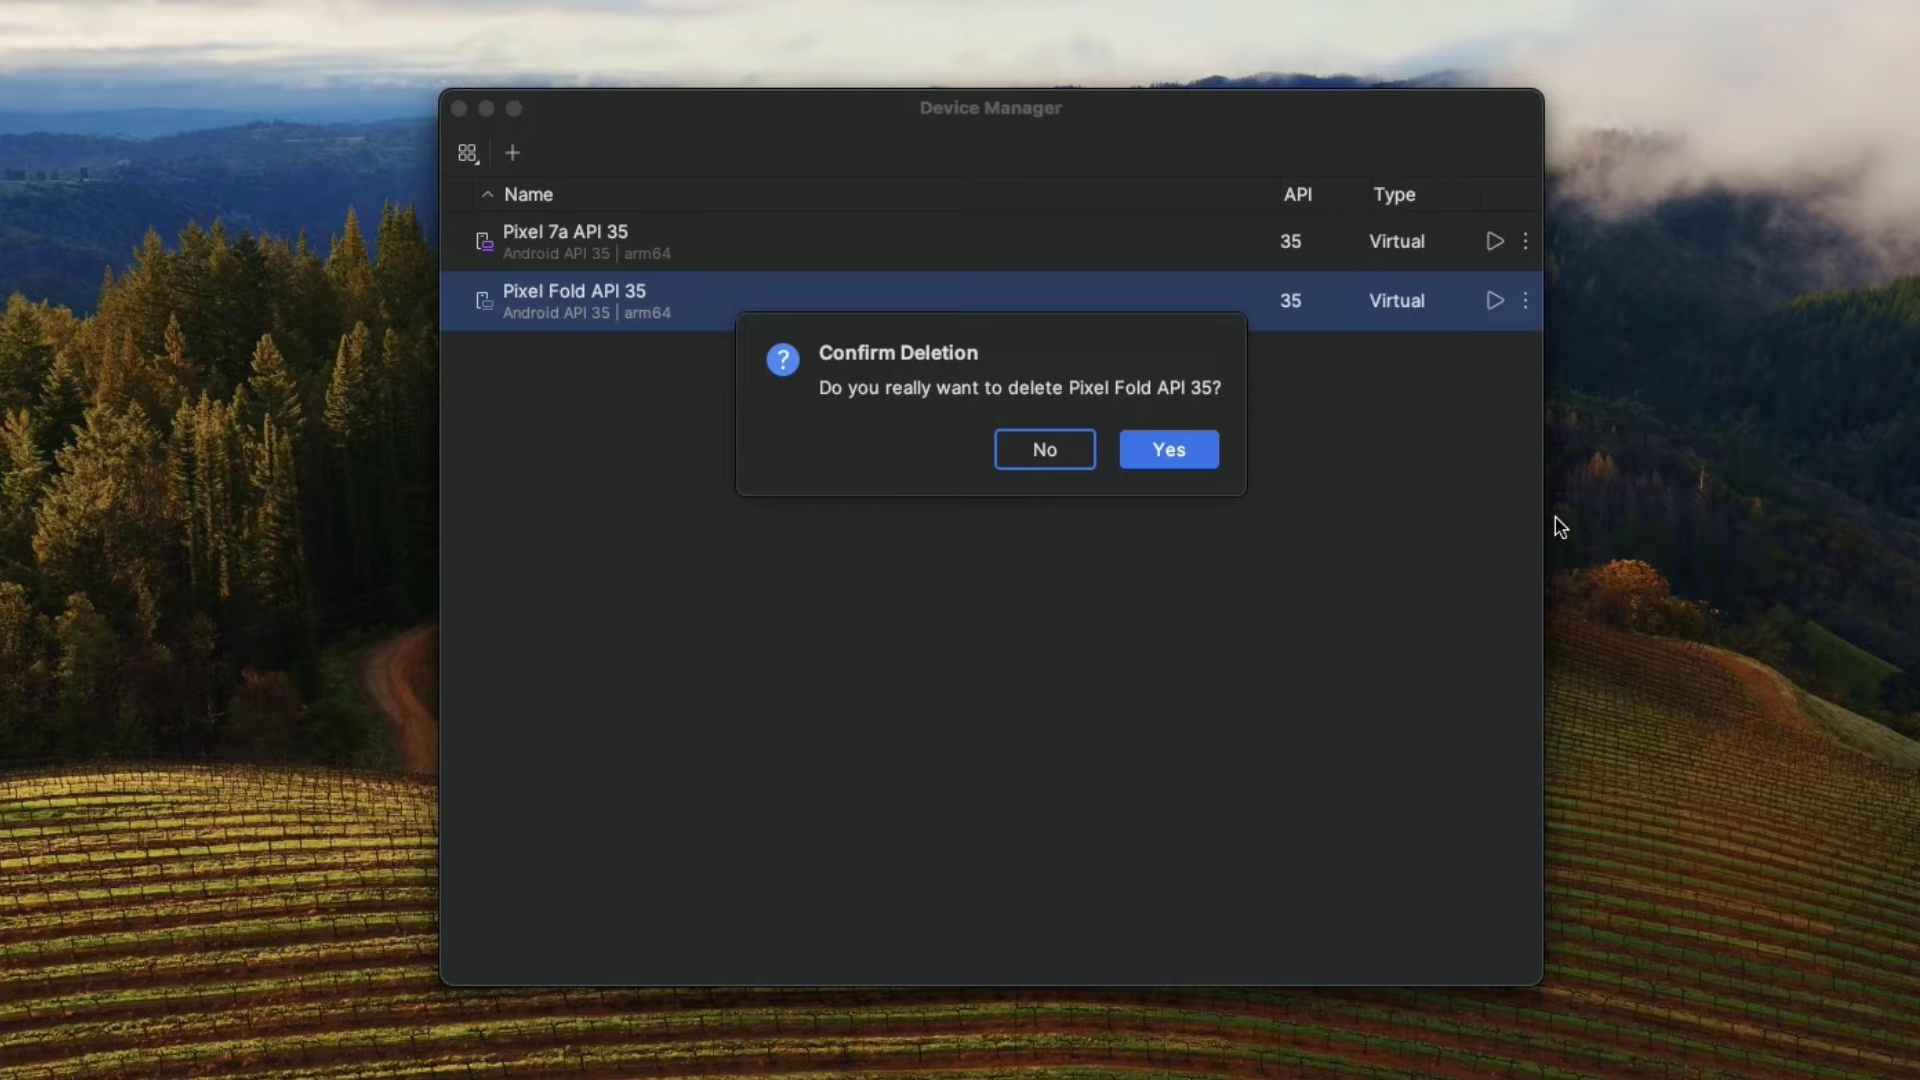 Device Manager
Name API Type
Pixel 7a API 35
Android API 35 | arm64
35 Virtual
Pixel Fold API 35
Android API 35 | arm64
35 Virtual
Confirm Deletion
Do you really want to delete Pixel Fold API 35?
No Yes